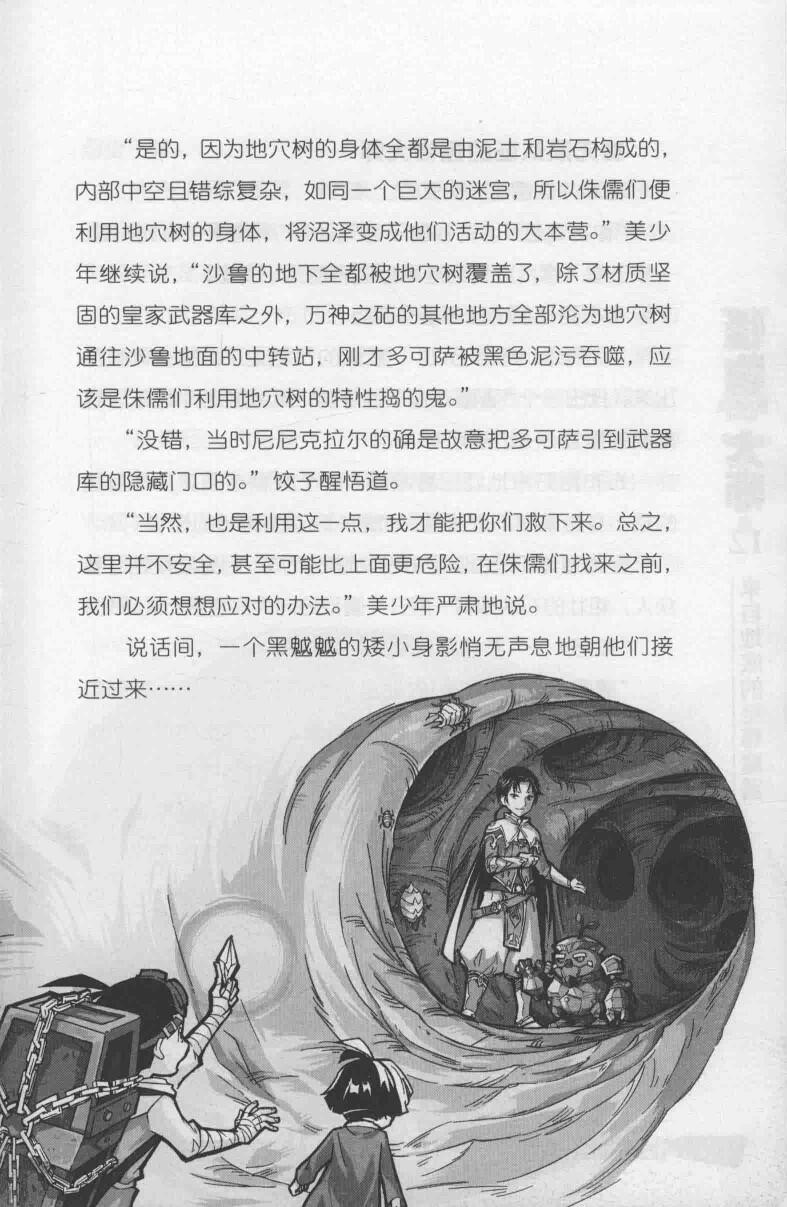 “是的，因为地穴树的身体全都是由泥土和岩石构成的，
内部中空且错综复杂，如同一个巨大的迷宫，所以侏儒们便
利用地穴树的身体，将沼泽变成他们活动的大本营。”美少
年继续说，“沙鲁的地下全都被地穴树覆盖了，除了材质坚
固的皇家武器库之外，万神之砧的其他地方全部沦为地穴树
通往沙鲁地面的中转站，刚才多可萨被黑色泥污吞噬，应
该是侏儒们利用地穴树的特性捣的鬼。”
“没错，当时尼尼克拉尔的确是故意把多可萨引到武器
库的隐藏门口的。”饺子醒悟道。
“当然，也是利用这一点，我才能把你们救下来。总之，
这里并不安全，甚至可能比上面更危险，在侏儒们找来之前，
我们必须想想应对的办法。”美少年严肃地说。
说话间，一个黑魆魆的矮小身影悄无声息地朝他们接
近过来……